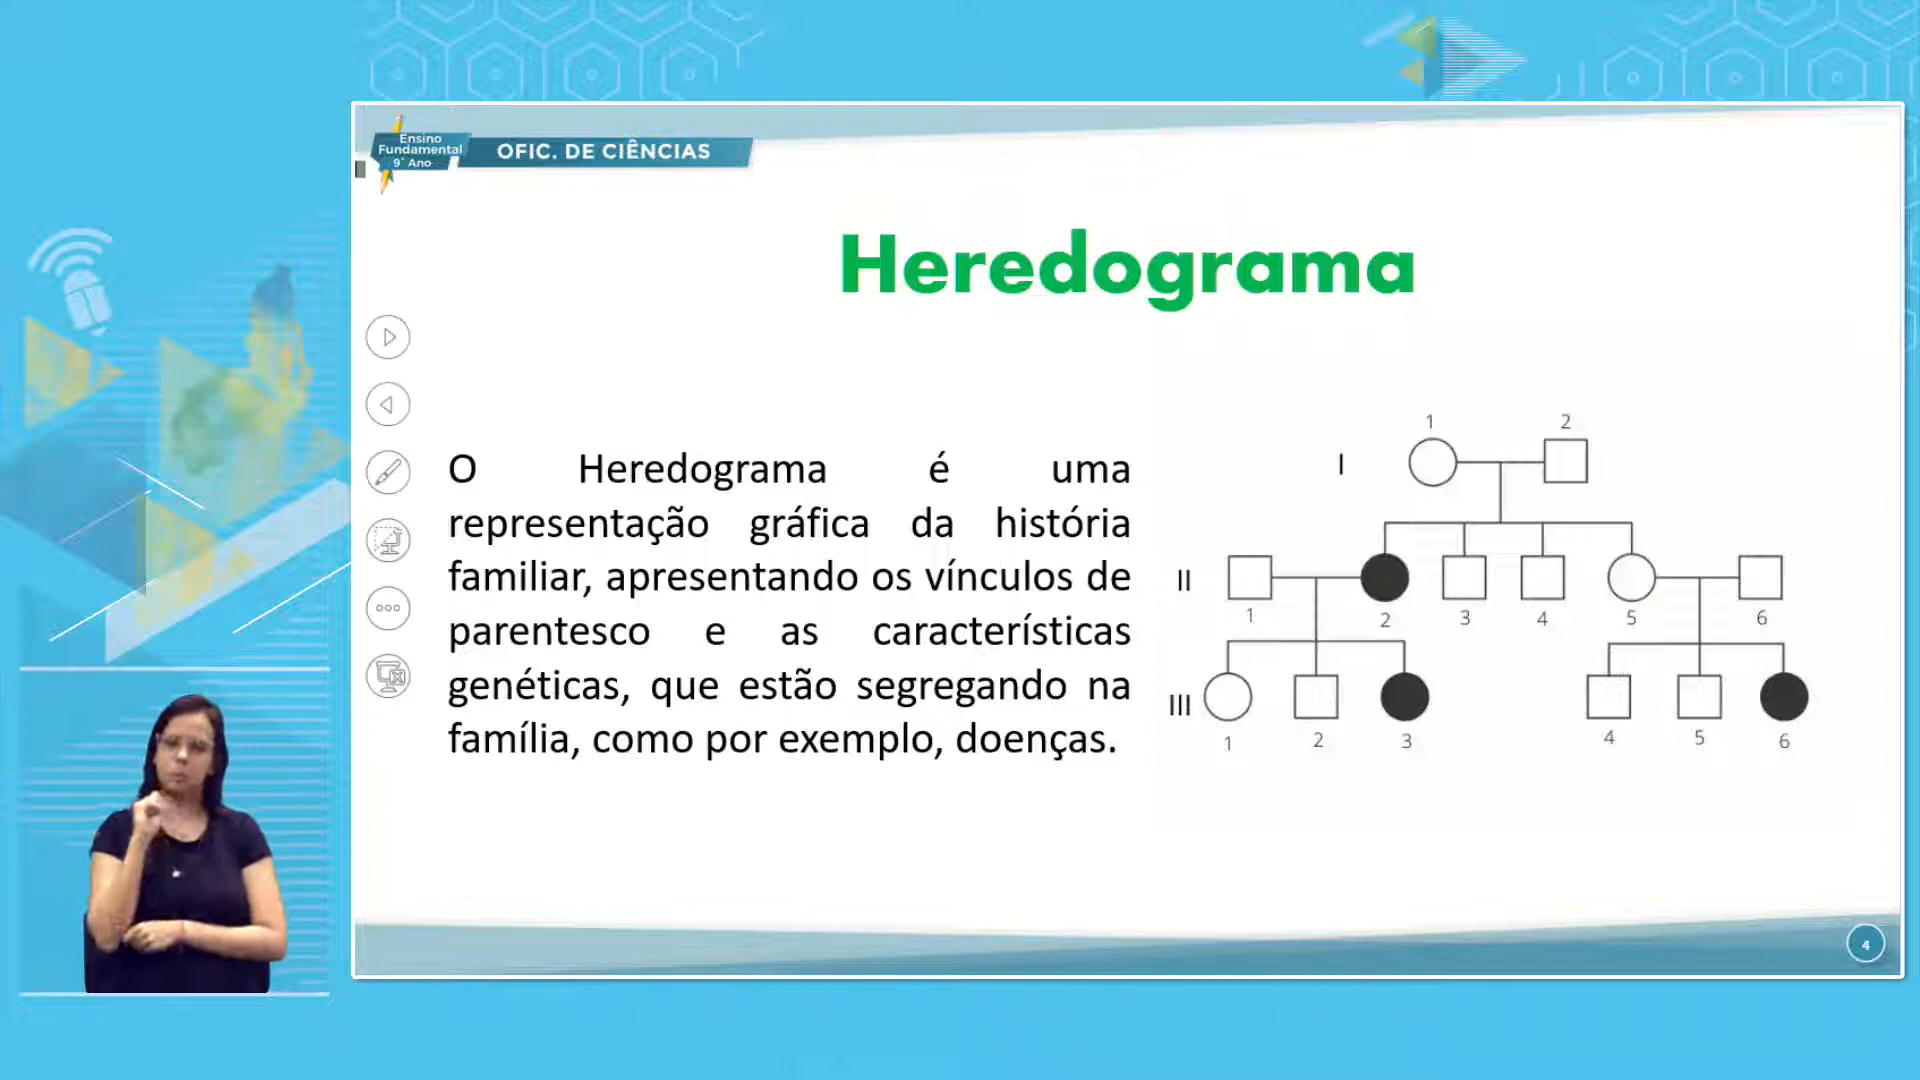 Ensino
Fundamental
9° Ano
OFIC. DE CIÊNCIAS
Heredograma
O Heredograma é uma
representação gráfica da história
familiar, apresentando os vínculos de
parentesco e as características
genéticas, que estão segregando na
família, como por exemplo, doenças.
1 2
I
II
1 2 3 4 5 6
III
1 2 3 4 5 6
4